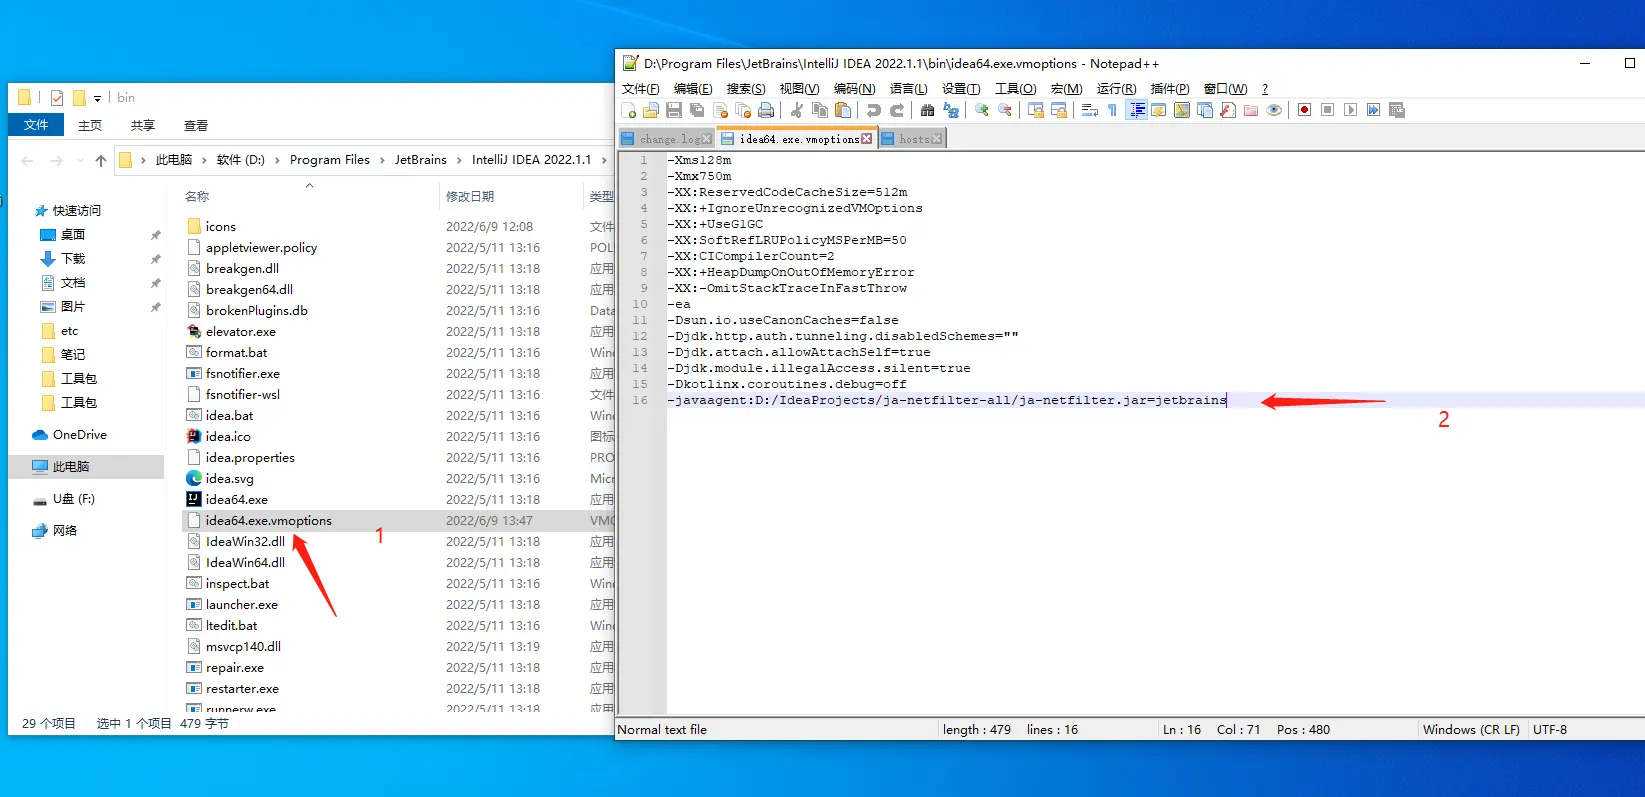 bin
文件 主页 共享 查看
此电脑 › 软件 (D:) › Program Files › JetBrains › IntelliJ IDEA 2022.1.1 ›
名称 修改日期 类型
快速访问
桌面
下载
文档
图片
etc
笔记
工具包
工具包
OneDrive
此电脑
U盘 (F:)
网络
icons 2022/6/9 12:08 文件
appletviewer.policy 2022/5/11 13:16 POL
breakgen.dll 2022/5/11 13:18 应用
breakgen64.dll 2022/5/11 13:18 应用
brokenPlugins.db 2022/5/11 13:16 Data
elevator.exe 2022/5/11 13:18 应用
format.bat 2022/5/11 13:16 Wind
fsnotifier.exe 2022/5/11 13:18 应用
fsnotifier-wsl 2022/5/11 13:16 文件
idea.bat 2022/5/11 13:16 Wind
idea.ico 2022/5/11 13:16 图标
idea.properties 2022/5/11 13:16 PRO
idea.svg 2022/5/11 13:16 Micr
idea64.exe 2022/5/11 13:18 应用
idea64.exe.vmoptions 2022/6/9 13:47 VMO
1
IdeaWin32.dll 2022/5/11 13:18 应用
IdeaWin64.dll 2022/5/11 13:18 应用
inspect.bat 2022/5/11 13:16 Wind
launcher.exe 2022/5/11 13:18 应用
ltedit.bat 2022/5/11 13:16 Wind
msvcp140.dll 2022/5/11 13:19 应用
repair.exe 2022/5/11 13:18 应用
restarter.exe 2022/5/11 13:18 应用
runnerw.exe 2022/5/11 13:18 应用
29 个项目 选中 1 个项目 479 字节
D:\Program Files\JetBrains\IntelliJ IDEA 2022.1.1\bin\idea64.exe.vmoptions - Notepad++
文件(F) 编辑(E) 搜索(S) 视图(V) 编码(N) 语言(L) 设置(T) 工具(O) 宏(M) 运行(R) 插件(P) 窗口(W) ?
change.log idea64.exe.vmoptions hosts
1 -Xms128m
2 -Xmx750m
3 -XX:ReservedCodeCacheSize=512m
4 -XX:+IgnoreUnrecognizedVMOptions
5 -XX:+UseG1GC
6 -XX:SoftRefLRUPolicyMSPerMB=50
7 -XX:CICompilerCount=2
8 -XX:+HeapDumpOnOutOfMemoryError
9 -XX:-OmitStackTraceInFastThrow
10 -ea
11 -Dsun.io.useCanonCaches=false
12 -Djdk.http.auth.tunneling.disabledSchemes=""
13 -Djdk.attach.allowAttachSelf=true
14 -Djdk.module.illegalAccess.silent=true
15 -Dkotlinx.coroutines.debug=off
16 -javaagent:D:/IdeaProjects/ja-netfilter-all/ja-netfilter.jar=jetbrains
2
Normal text file length : 479 lines : 16 Ln : 16 Col : 71 Pos : 480 Windows (CR LF) UTF-8